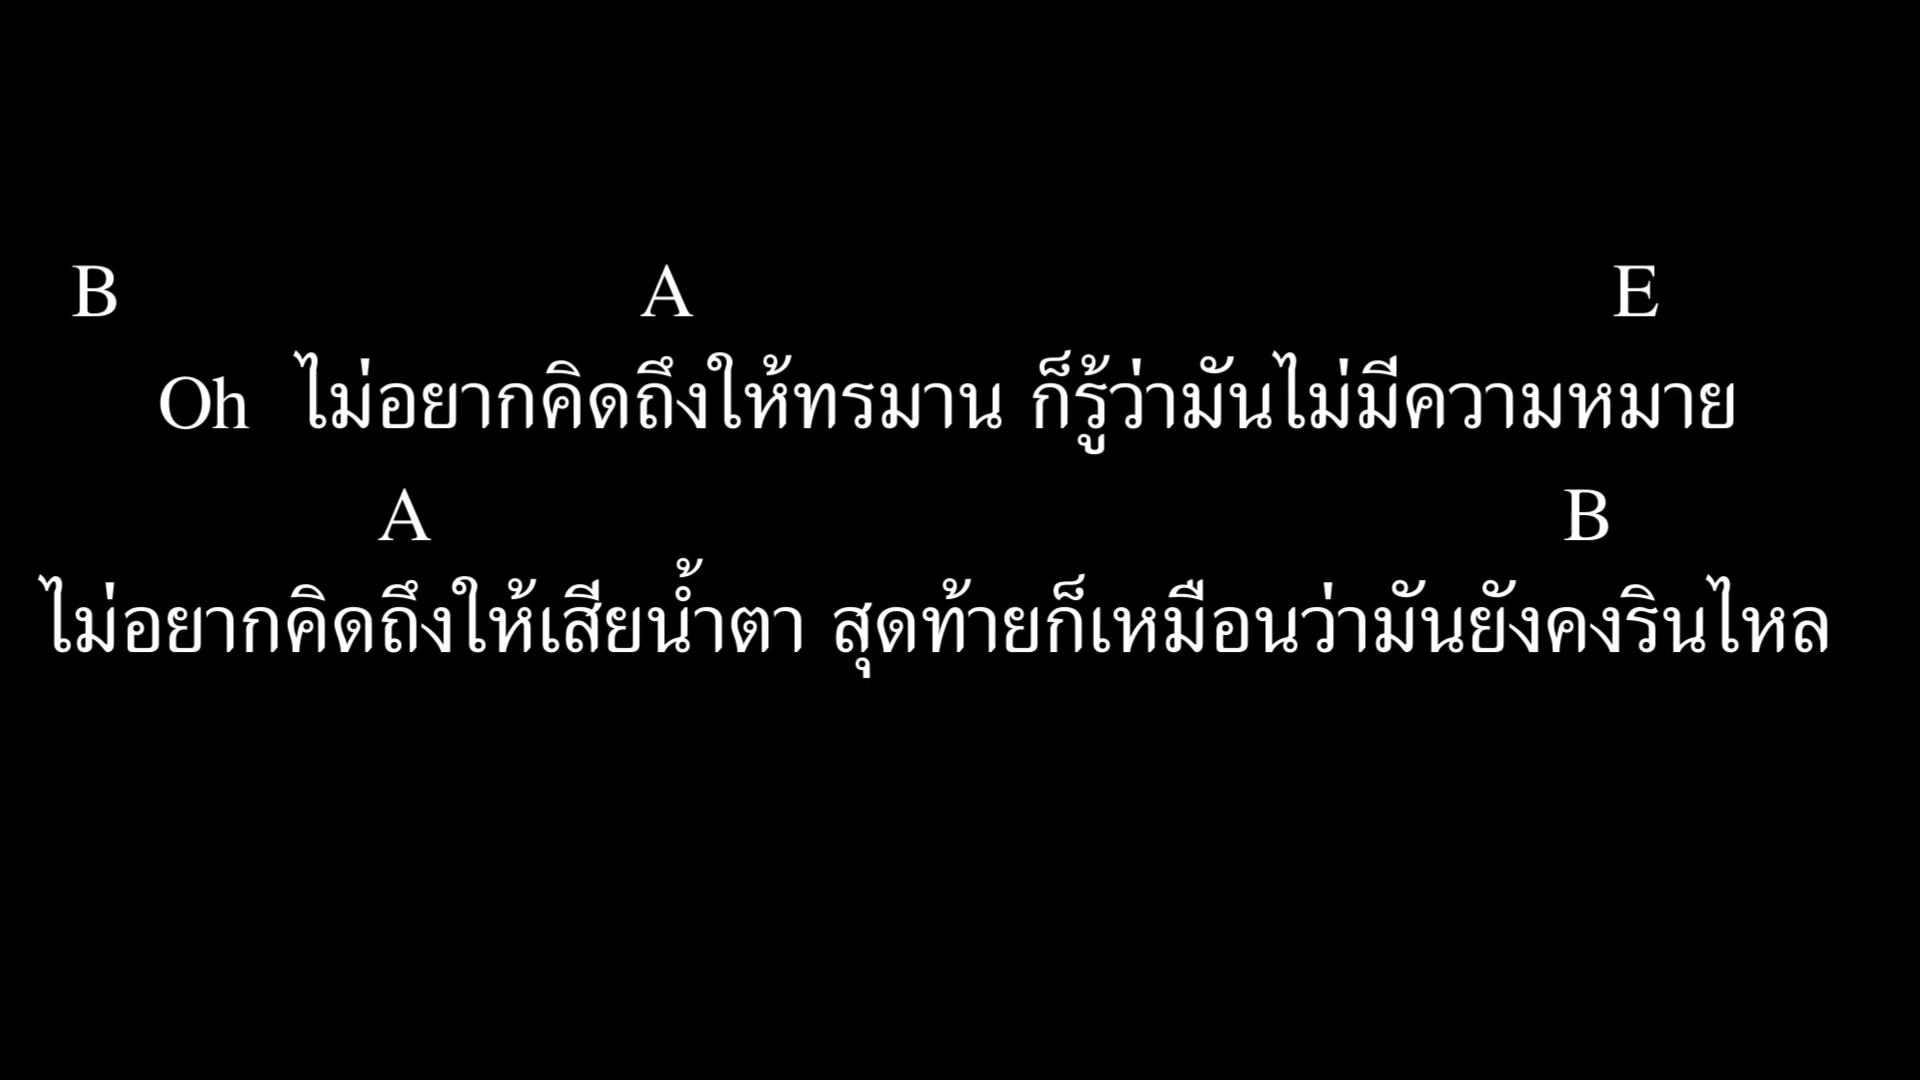 B A E
Oh ไม่อยากคิดถึงให้ทรมาน ก็รู้ว่ามันไม่มีความหมาย
A B
ไม่อยากคิดถึงให้เสียน้ำตา สุดท้ายก็เหมือนว่ามันยังคงรินไหล